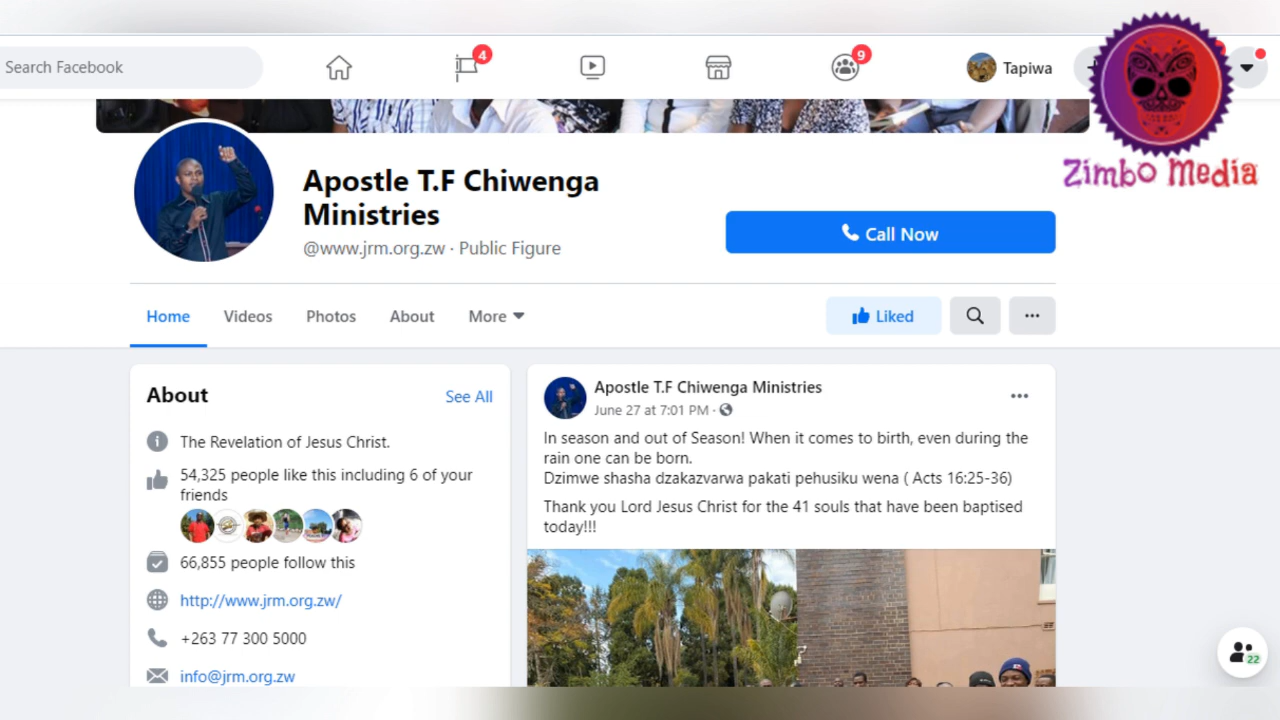 Search Facebook
4
9
Tapiwa
Zimbo Media
Apostle T.F Chiwenga
Ministries
@www.jrm.org.zw · Public Figure
Call Now
Home
Videos
Photos
About
More
Liked
About
See All
The Revelation of Jesus Christ.
54,325 people like this including 6 of your
friends
66,855 people follow this
http://www.jrm.org.zw/
+263 77 300 5000
info@jrm.org.zw
Apostle T.F Chiwenga Ministries
June 27 at 7:01 PM ·
In season and out of Season! When it comes to birth, even during the
rain one can be born.
Dzimwe shasha dzakazvarwa pakati pehusiku wena ( Acts 16:25-36)
Thank you Lord Jesus Christ for the 41 souls that have been baptised
today!!!
22